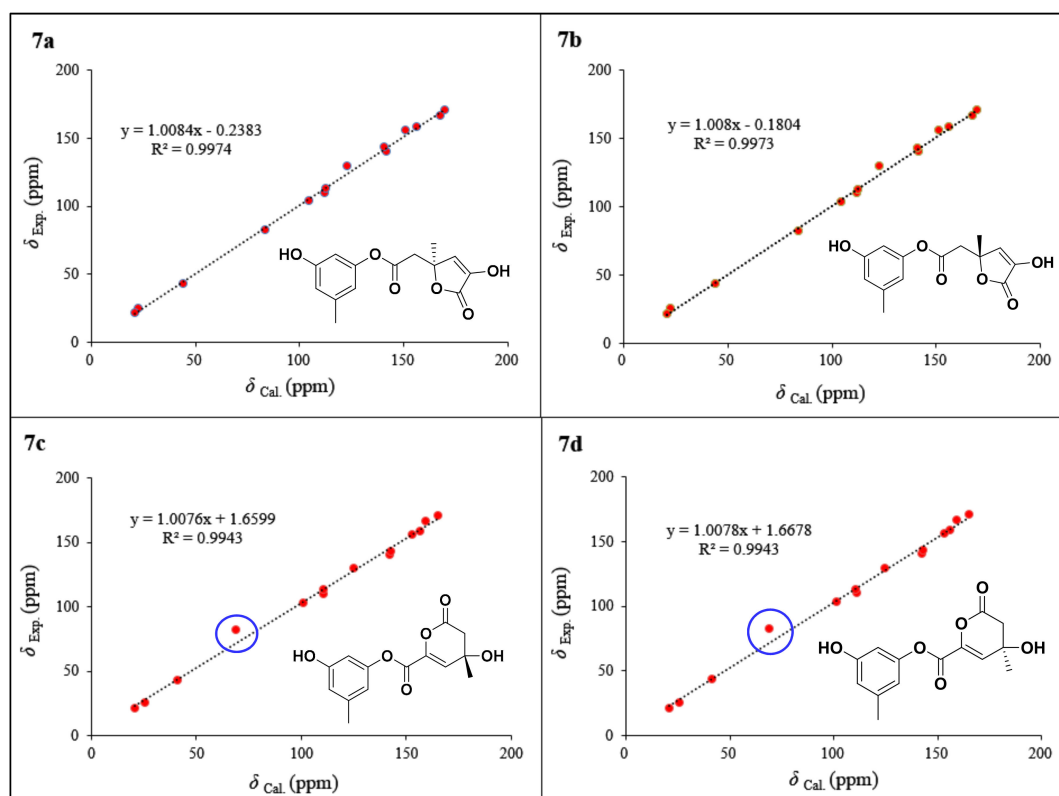 7a
200
150
100
50
0
y = 1.0084x - 0.2383
R² = 0.9974
δ Exp. (ppm)
HO
O
O
O
O
OH
0 50 100 150 200
δ Cal. (ppm)
7b
200
150
100
50
0
y = 1.008x - 0.1804
R² = 0.9973
δ Exp. (ppm)
HO
O
O
O
O
OH
0 50 100 150 200
δ Cal. (ppm)
7c
200
150
100
50
0
y = 1.0076x + 1.6599
R² = 0.9943
δ Exp. (ppm)
O
O
HO
O
O
OH
0 50 100 150 200
δ Cal. (ppm)
7d
200
150
100
50
0
y = 1.0078x + 1.6678
R² = 0.9943
δ Exp. (ppm)
O
O
HO
O
O
OH
0 50 100 150 200
δ Cal. (ppm)